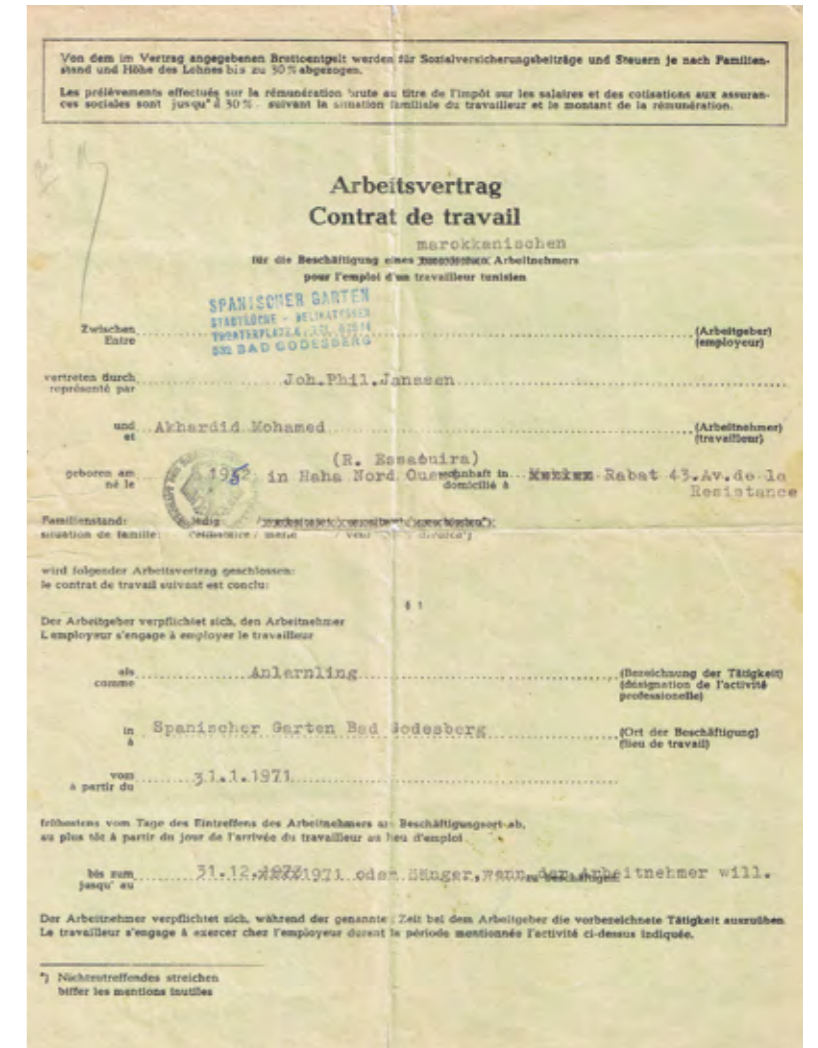 Von dem im Vertrag angegebenen Bruttoentgelt werden für Sozialversicherungsbeiträge und Steuern je nach Familien-
stand und Höhe des Lohnes bis zu 30 % abgezogen.
Les prélèvements effectués sur la rémunération brute au titre de l'impôt sur les salaires et des cotisations aux assuran-
ces sociales sont jusqu'à 30 % suivant la situation familiale du travailleur et le montant de la rémunération.
Arbeitsvertrag
Contrat de travail
marokkanischen
für die Beschäftigung eines Arbeitnehmers
pour l'emploi d'un travailleur tunisien
SPANISCHER GARTEN
STADTKÜCHE - DELIKATESSEN
THEATERPLATZ
532 BAD GODESBERG
Zwischen (Arbeitgeber)
Entre (employeur)
vertreten durch Joh.Phil.Janssen
représenté par
und Akhardid Mohamed (Arbeitnehmer)
et (travailleur)
(R. Essaouira)
geboren am 1952 in Haha Nord wohnhaft in Rabat 43.Av.de la
né le domicilié à Resistance
Familienstand: ledig
situation de famille: célibataire / marié / veuf divorcé*)
wird folgender Arbeitsvertrag geschlossen:
le contrat de travail suivant est conclu:
§ 1
Der Arbeitgeber verpflichtet sich, den Arbeitnehmer
L employeur s'engage à employer le travailleur
als Anlernling (Bezeichnung der Tätigkeit)
comme (désignation de l'activité
professionelle)
in Spanischer Garten Bad Godesberg (Ort der Beschäftigung)
à (lieu de travail)
vom 31.1.1971
à partir du
frühestens vom Tage des Eintreffens des Arbeitnehmers am Beschäftigungsort ab,
au plus tôt à partir du jour de l'arrivée du travailleur au lieu d'emploi
bis zum 31.12.1971 oder länger,wenn der Arbeitnehmer will.
jusqu' au
Der Arbeitnehmer verpflichtet sich, während der genannte Zeit bei dem Arbeitgeber die vorbezeichnete Tätigkeit auszuüben.
Le travailleur s'engage à exercer chez l'employeur durant la période mentionnée l'activité ci-dessus indiquée.
*) Nichtzutreffendes streichen
biffer les mentions inutiles